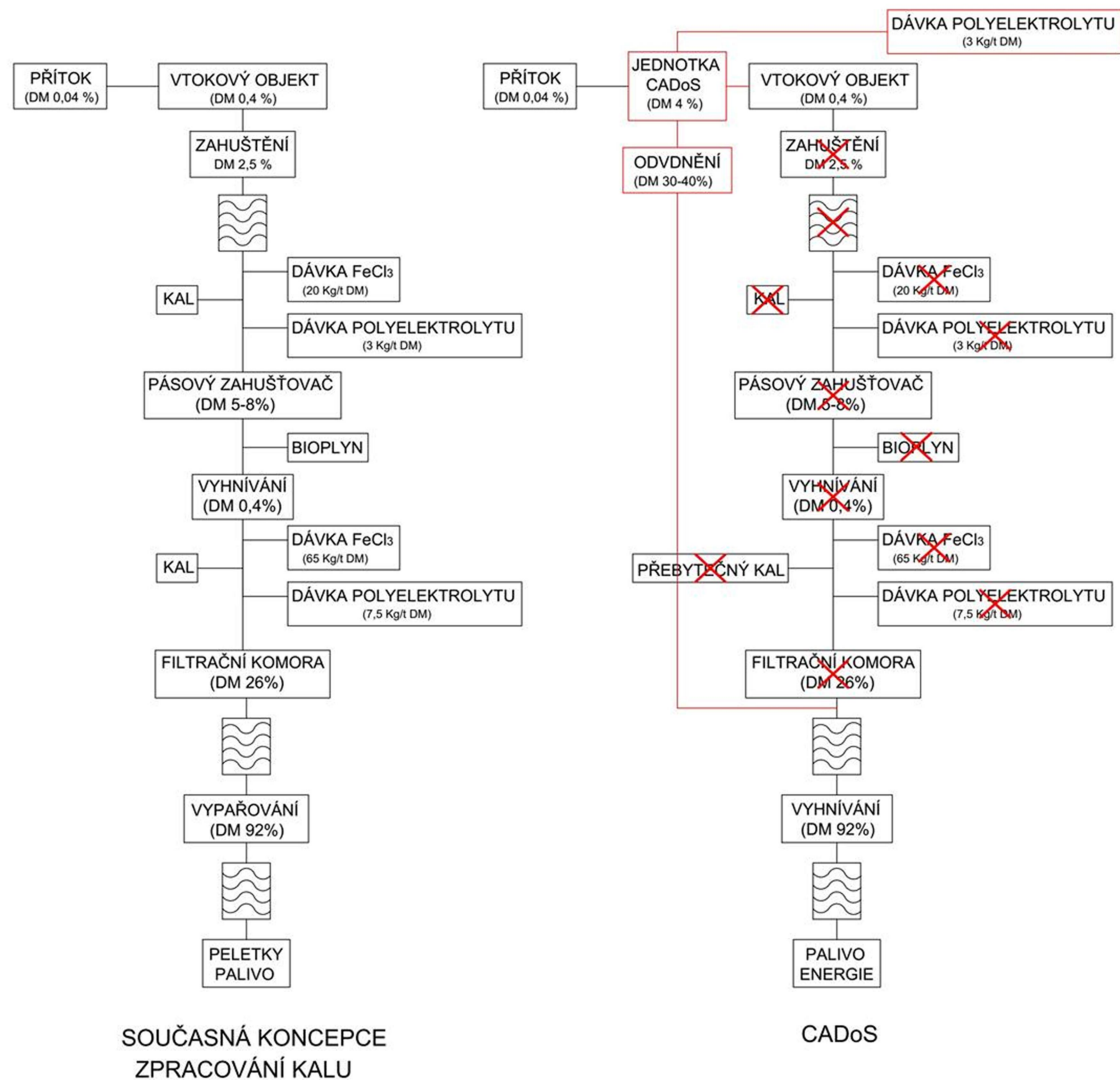 PŘÍTOK
(DM 0,04 %)
VTOKOVÝ OBJEKT
(DM 0,4 %)
ZAHUŠTĚNÍ
DM 2,5 %
DÁVKA FeCl₃
(20 Kg/t DM)
KAL
DÁVKA POLYELEKTROLYTU
(3 Kg/t DM)
PÁSOVÝ ZAHUŠŤOVAČ
(DM 5-8%)
BIOPLYN
VYHNÍVÁNÍ
(DM 0,4%)
DÁVKA FeCl₃
(65 Kg/t DM)
KAL
DÁVKA POLYELEKTROLYTU
(7,5 Kg/t DM)
FILTRAČNÍ KOMORA
(DM 26%)
VYPAŘOVÁNÍ
(DM 92%)
PELETKY
PALIVO
SOUČASNÁ KONCEPCE
ZPRACOVÁNÍ KALU
DÁVKA POLYELEKTROLYTU
(3 Kg/t DM)
PŘÍTOK
(DM 0,04 %)
JEDNOTKA
CADoS
(DM 4 %)
VTOKOVÝ OBJEKT
(DM 0,4 %)
ODVDNĚNÍ
(DM 30-40%)
ZAHUŠTĚNÍ
DM 2,5 %
DÁVKA FeCl₃
(20 Kg/t DM)
KAL
DÁVKA POLYELEKTROLYTU
(3 Kg/t DM)
PÁSOVÝ ZAHUŠŤOVAČ
(DM 5-8%)
BIOPLYN
VYHNÍVÁNÍ
(DM 0,4%)
DÁVKA FeCl₃
(65 Kg/t DM)
PŘEBYTEČNÝ KAL
DÁVKA POLYELEKTROLYTU
(7,5 Kg/t DM)
FILTRAČNÍ KOMORA
(DM 26%)
VYHNÍVÁNÍ
(DM 92%)
PALIVO
ENERGIE
CADoS